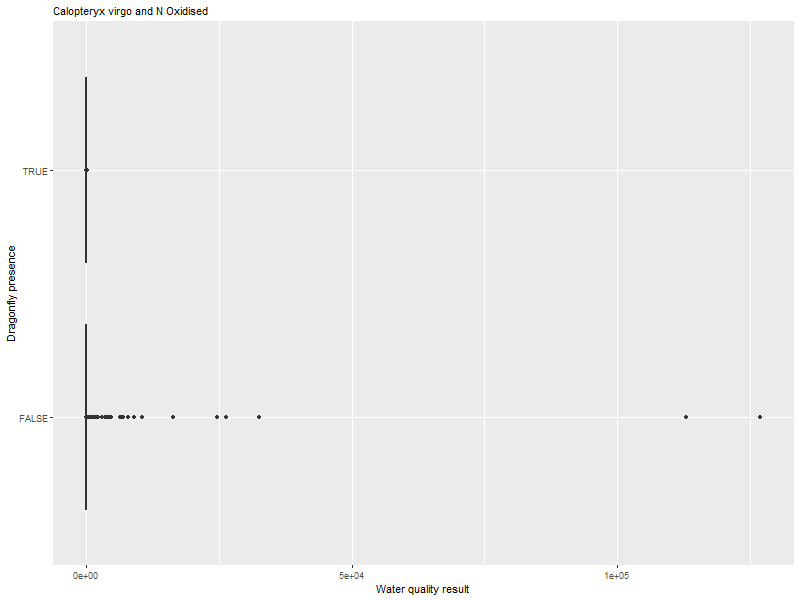 Calopteryx virgo and N Oxidised
TRUE
Dragonfly presence
FALSE
0e+00 5e+04 1e+05
Water quality result